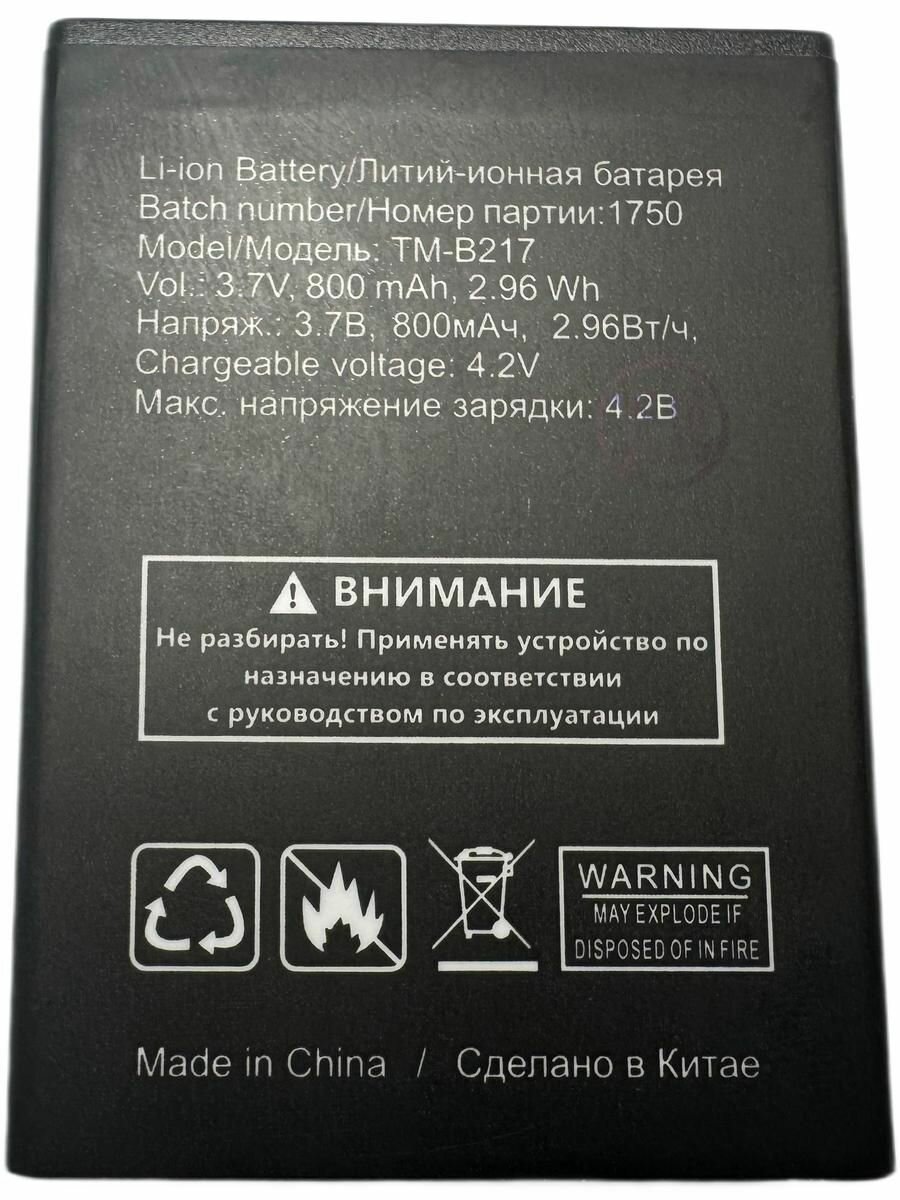 Li-ion Battery/Литий-ионная батарея
Batch number/Номер партии:1750
Model/Модель: TM-B217
Vol.: 3.7V, 800 mAh, 2.96 Wh
Напряж.: 3.7В, 800мАч, 2.96Вт/ч,
Chargeable voltage: 4.2V
Макс. напряжение зарядки: 4.2В
ВНИМАНИЕ
Не разбирать! Применять устройство по
назначению в соответствии
с руководством по эксплуатации
WARNING
MAY EXPLODE IF
DISPOSED OF IN FIRE
Made in China / Сделано в Китае